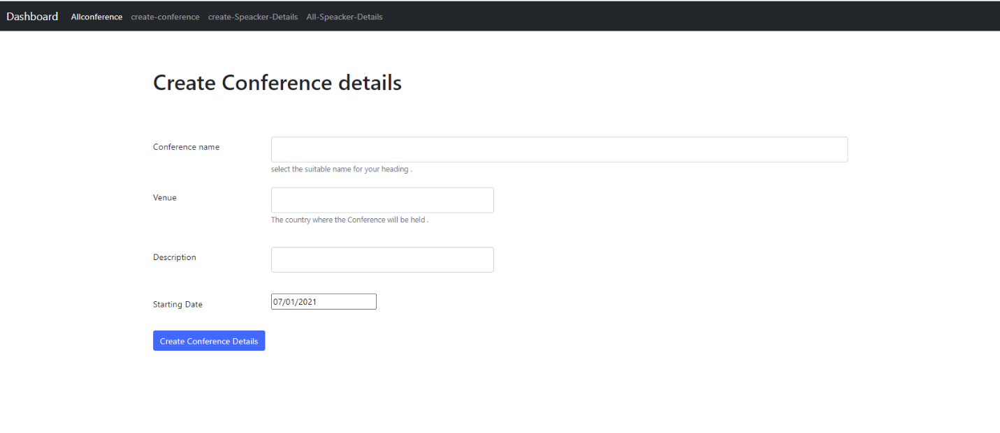 Dashboard Allconference create-conference create-Speacker-Details All-Speacker-Details
Create Conference details
Conference name
select the suitable name for your heading .
Venue
The country where the Conference will be held .
Description
Starting Date 07/01/2021
Create Conference Details